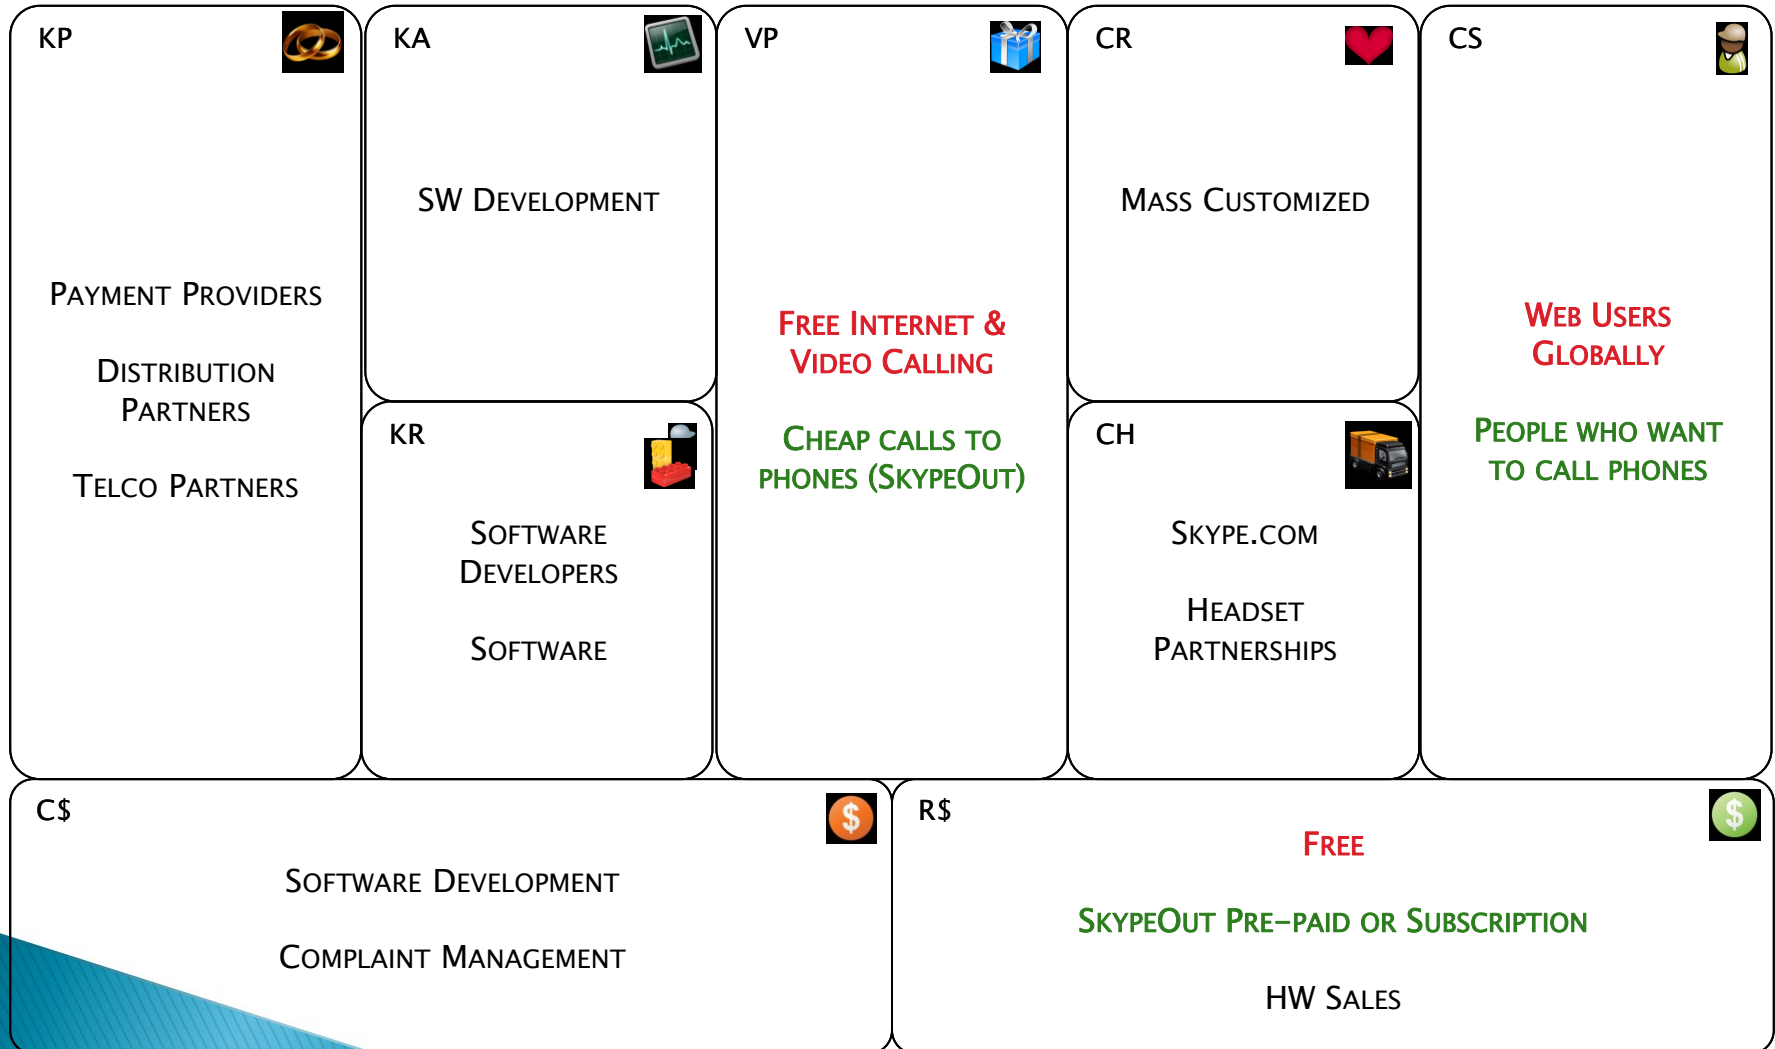 KP
Payment Providers
Distribution
Partners
Telco Partners
KA
SW Development
KR
Software
Developers
Software
VP
Free Internet &
Video Calling
Cheap calls to
phones (SkypeOut)
CR
Mass Customized
CH
Skype.com
Headset
Partnerships
CS
Web Users
Globally
People who want
to call phones
C$
$
Software Development
Complaint Management
R$
$
Free
SkypeOut Pre-paid or Subscription
HW Sales